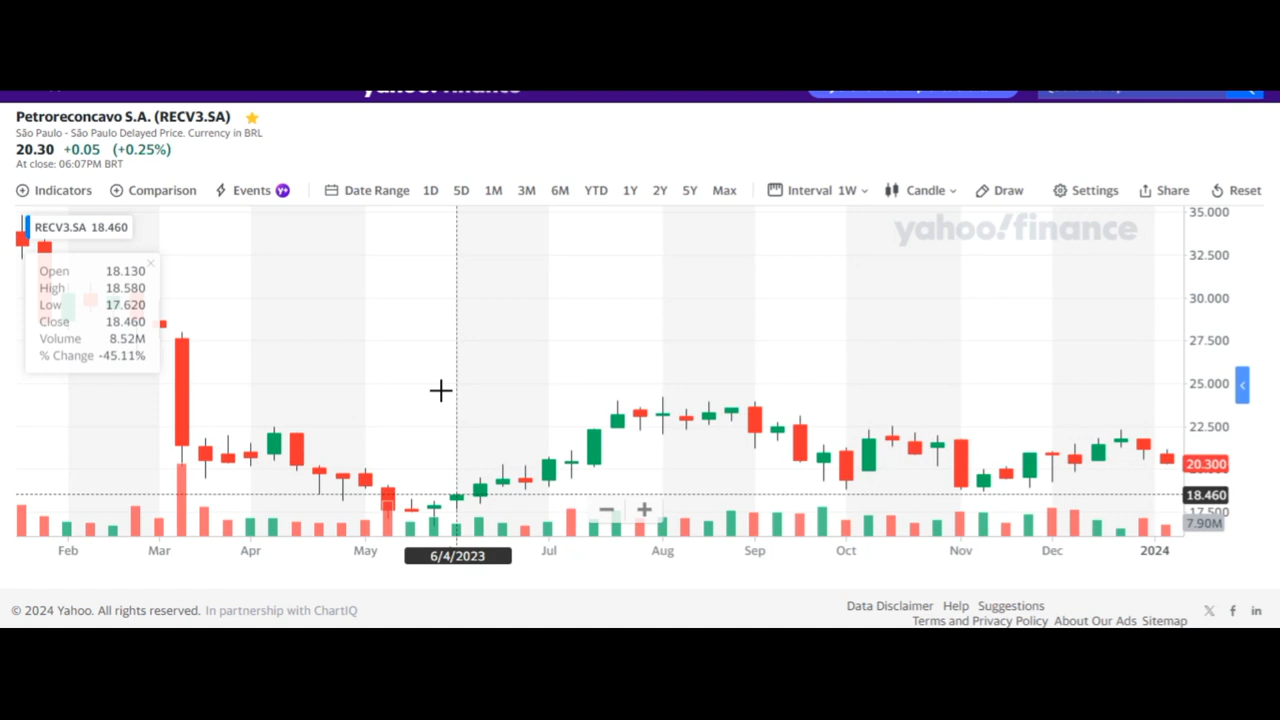 Petroreconcavo S.A. (RECV3.SA)
São Paulo - São Paulo Delayed Price. Currency in BRL
20.30 +0.05 (+0.25%)
At close: 06:07PM BRT
Indicators Comparison Events Y+ Date Range 1D 5D 1M 3M 6M YTD 1Y 2Y 5Y Max Interval 1W Candle Draw Settings Share Reset
RECV3.SA 18.460
yahoo!finance
Open 18.130
High 18.580
Low 17.620
Close 18.460
Volume 8.52M
% Change -45.11%
35.000
32.500
30.000
27.500
25.000
22.500
20.300
18.460
17.500
7.90M
Feb Mar Apr May 6/4/2023 Jul Aug Sep Oct Nov Dec 2024
© 2024 Yahoo. All rights reserved. In partnership with ChartIQ
Data Disclaimer Help Suggestions
Terms and Privacy Policy About Our Ads Sitemap